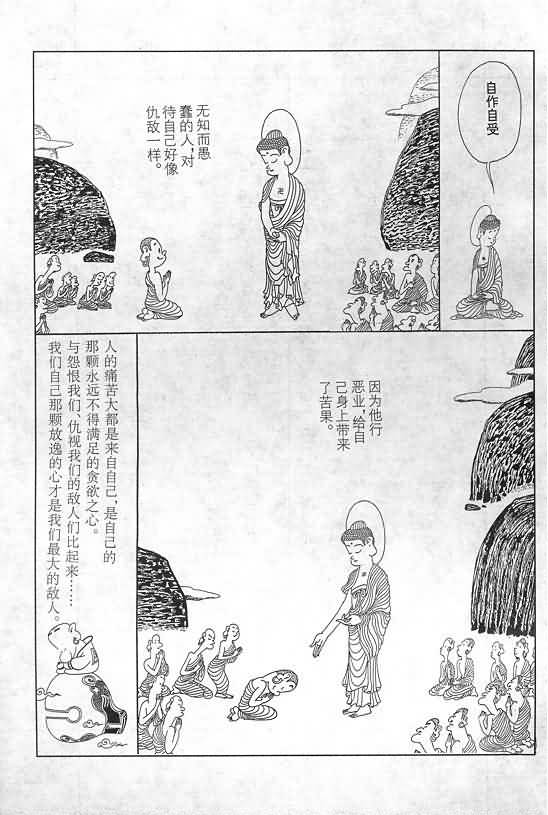 自作自受
无知而愚
蠢的人，对
待自己好像
仇敌一样。
因为他行
恶业，给自
己身上带来
了苦果。
人的痛苦大都是来自自己，是自己的
那颗永远不得满足的贪欲之心。
与怨恨我们、仇视我们的敌人们比起来……
我们自己那颗放逸的心才是我们最大的敌人。